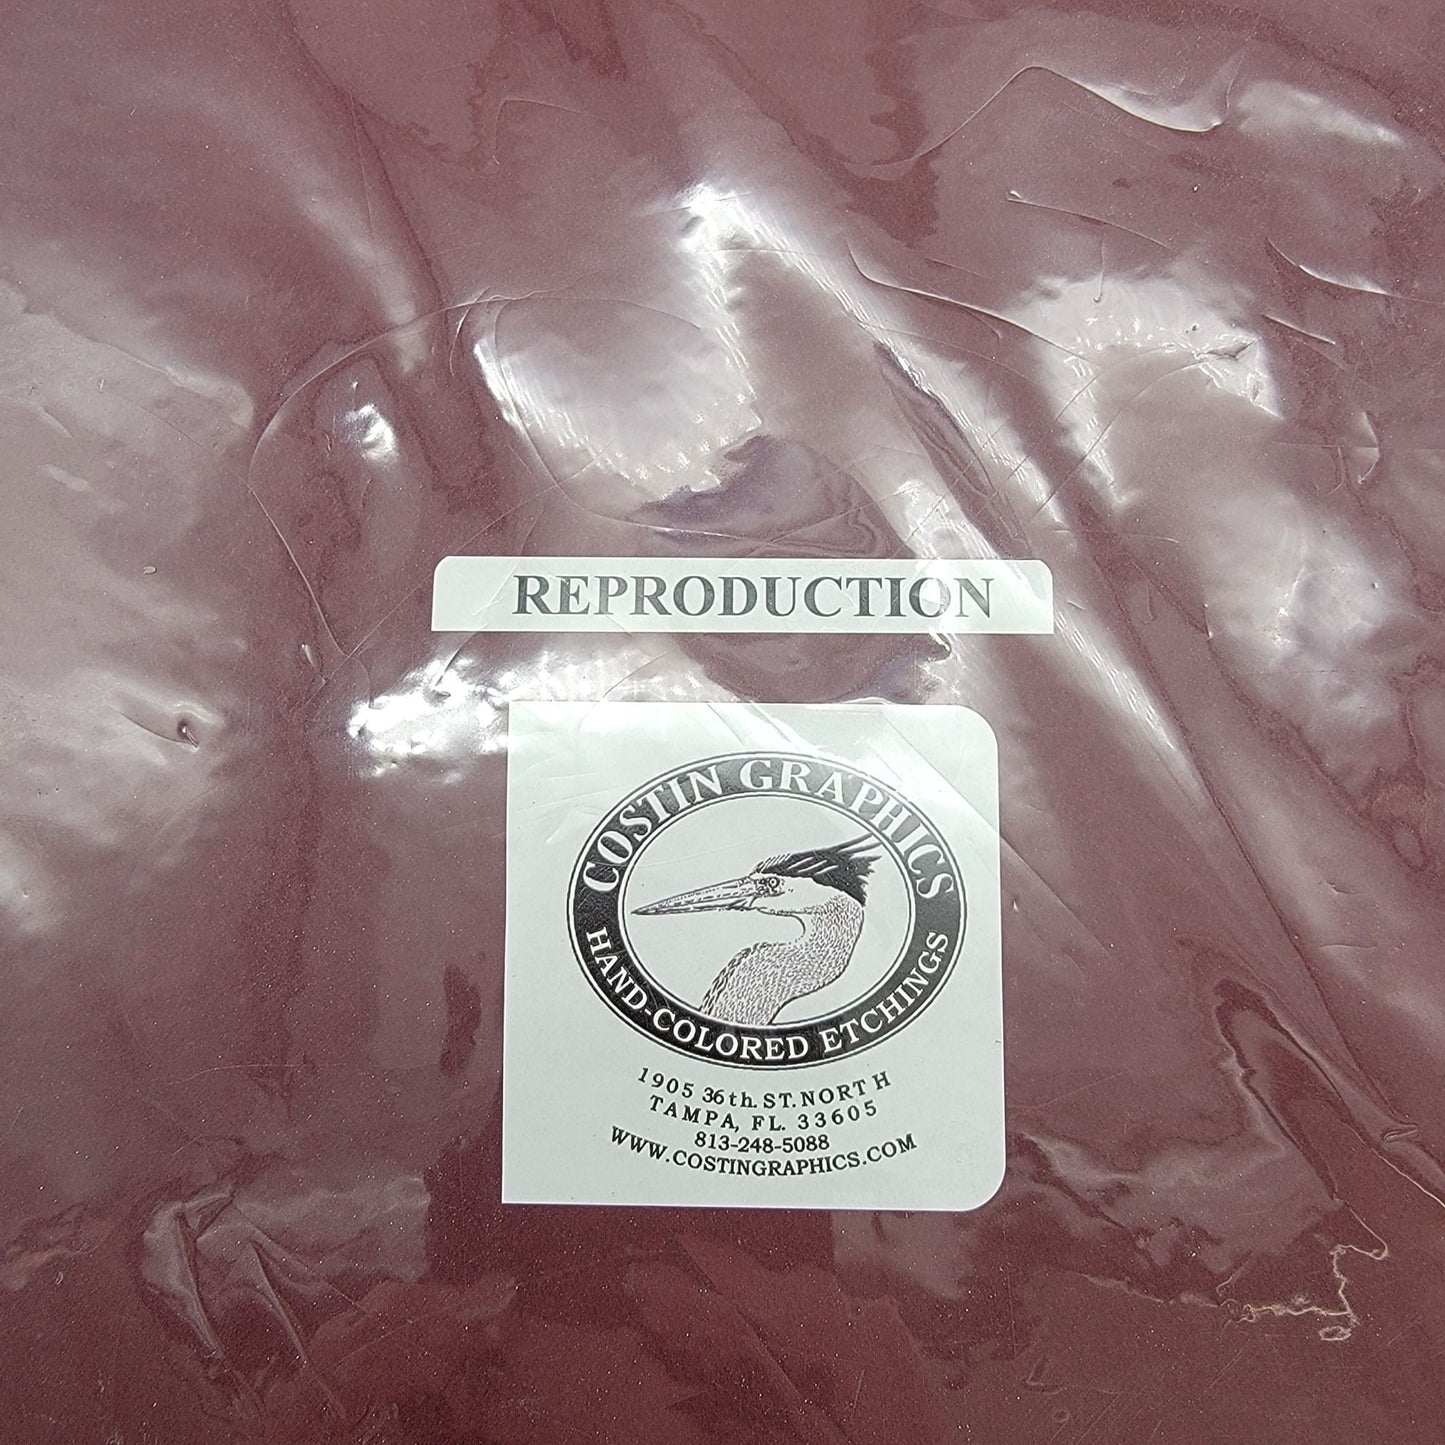 REPRODUCTION
COSTIN GRAPHICS
HAND-COLORED ETCHINGS
1905 36th. ST. NORTH
TAMPA, FL. 33605
813-248-5088
WWW.COSTINGRAPHICS.COM